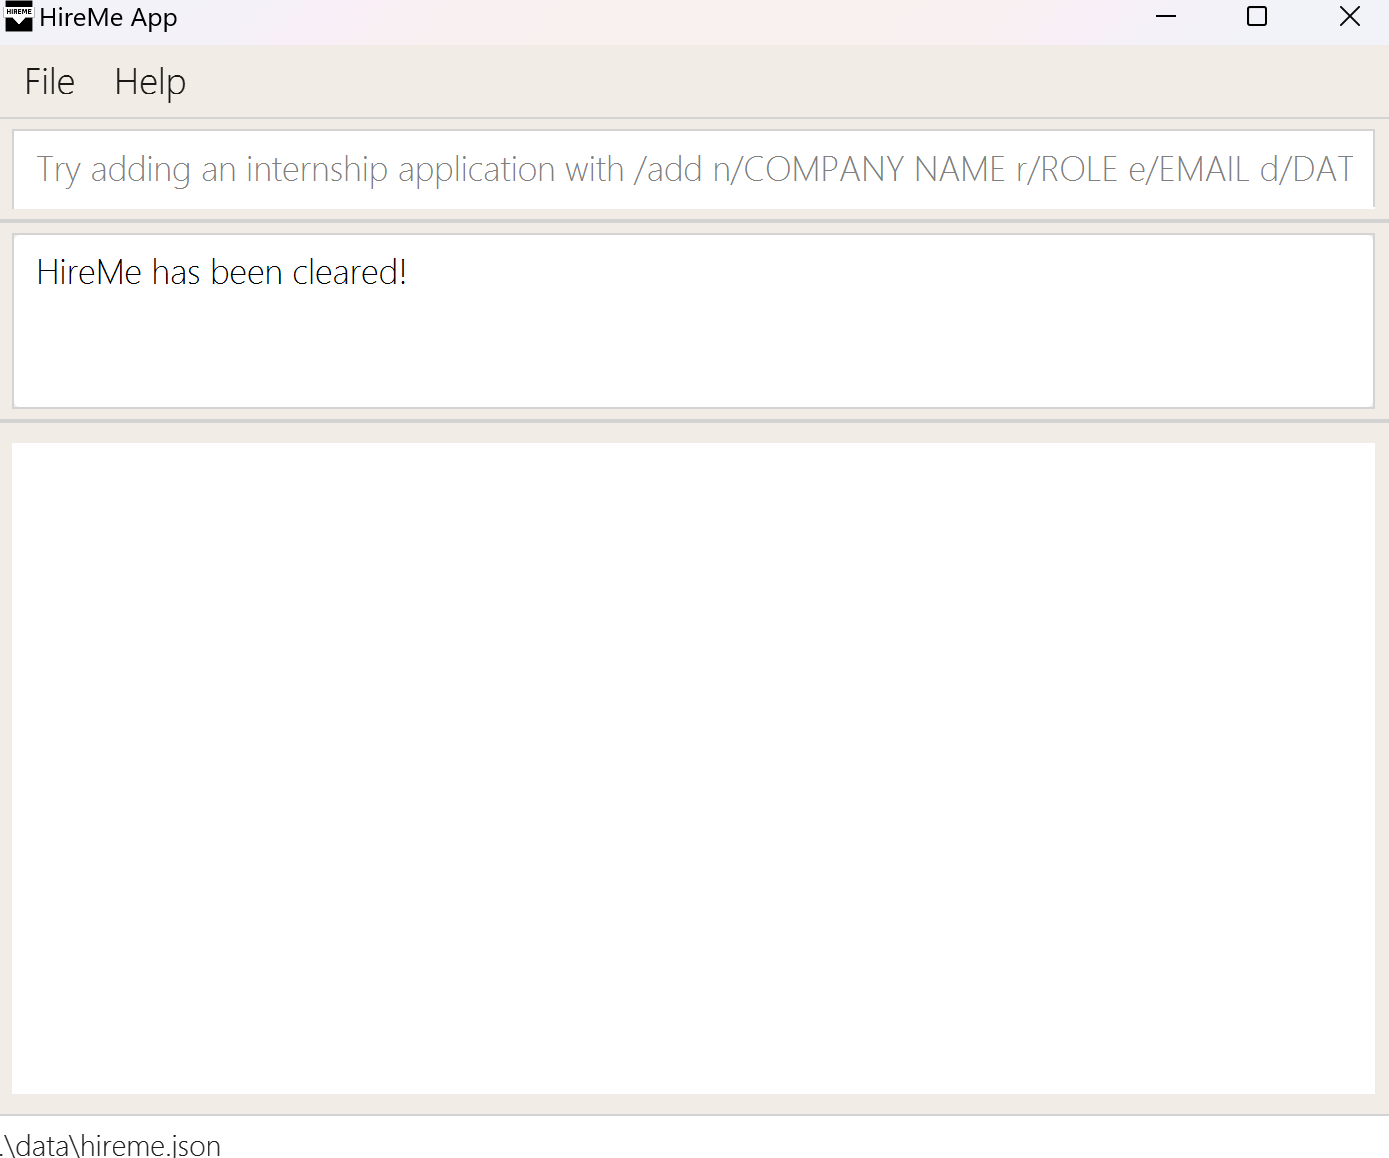 HIREME
HireMe App
File Help
Try adding an internship application with /add n/COMPANY NAME r/ROLE e/EMAIL d/DAT
HireMe has been cleared!
.\data\hireme.json